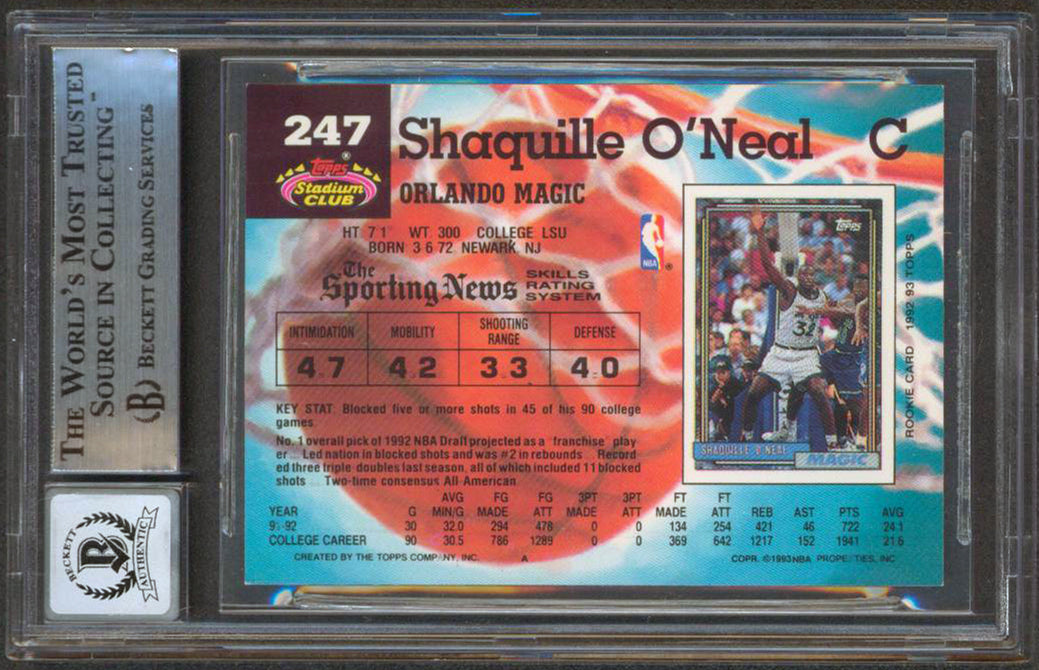 THE WORLD'S MOST TRUSTED
SOURCE IN COLLECTING™
BECKETT GRADING SERVICES
BECKETT
AUTHENTIC
247
Topps®
Stadium
CLUB
Shaquille O'Neal C
ORLANDO MAGIC
HT 7 1 WT. 300 COLLEGE LSU
BORN 3 6 72 NEWARK NJ
NBA ®
The
Sporting News
SKILLS
RATING
SYSTEM
INTIMIDATION MOBILITY SHOOTING RANGE DEFENSE
4.7 4.2 3.3 4.0
KEY STAT Blocked five or more shots in 45 of his 90 college
games
No. 1 overall pick of 1992 NBA Draft projected as a "franchise" play
er ... Led nation in blocked shots and was #2 in rebounds ... Record
ed three triple-doubles last season, all of which included 11 blocked
shots ... Two-time consensus All American
AVG FG FG 3PT 3PT FT FT
YEAR G MIN/G MADE ATT MADE ATT MADE ATT REB AST PTS AVG
9-92 30 32.0 294 478 0 0 134 254 421 46 722 24.1
COLLEGE CAREER 90 30.5 786 1289 0 0 369 642 1217 152 1941 21.6
CREATED BY THE TOPPS COMPANY, INC. A COPR. ©1993 NBA PROPERTIES, INC
Topps
32
SHAQUILLE O'NEAL
MAGIC
ROOKIE CARD 1992 93 TOPPS